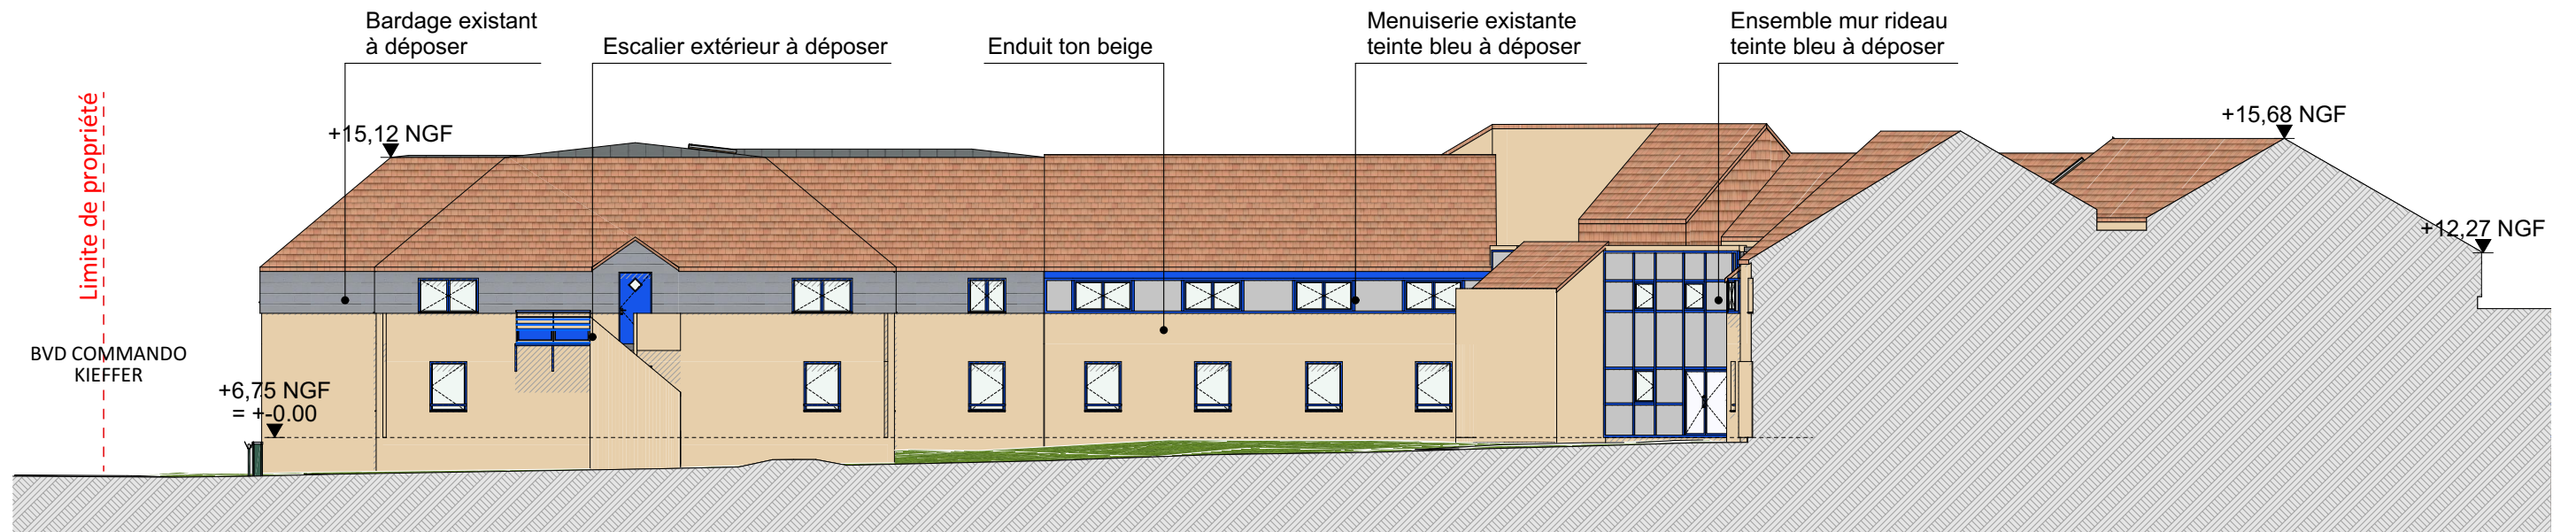 Bardage existant
à déposer
Escalier extérieur à déposer
Enduit ton beige
Menuiserie existante
teinte bleu à déposer
Ensemble mur rideau
teinte bleu à déposer
Limite de propriété
+15,12 NGF
+15,68 NGF
+12,27 NGF
BVD COMMANDO
KIEFFER
+6,75 NGF
= +-0.00